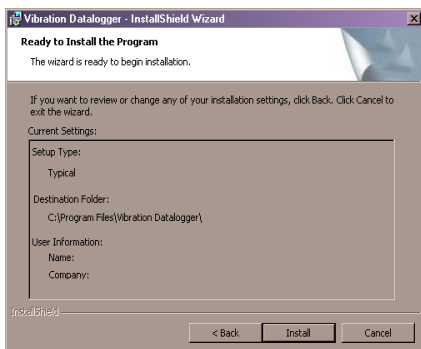 Vibration Datalogger - InstallShield Wizard
Ready to Install the Program
The wizard is ready to begin installation.
If you want to review or change any of your installation settings, click Back. Click Cancel to
exit the wizard.
Current Settings:
Setup Type:
Typical
Destination Folder:
C:\Program Files\Vibration Datalogger\
User Information:
Name:
Company:
InstallShield
< Back
Install
Cancel